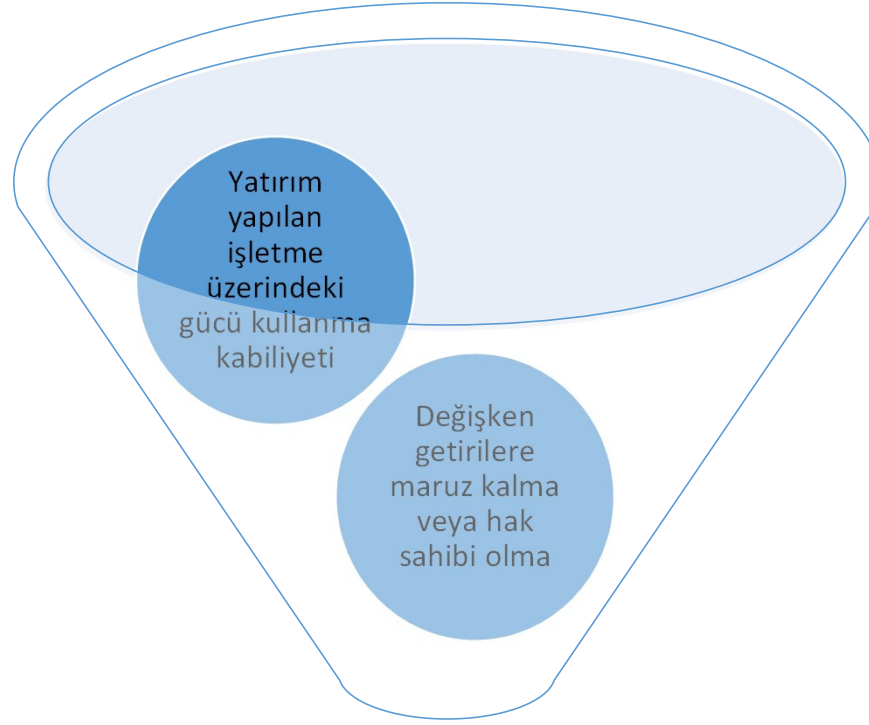 Yatırım
yapılan
işletme
üzerindeki
gücü kullanma
kabiliyeti
Değişken
getirilere
maruz kalma
veya hak
sahibi olma